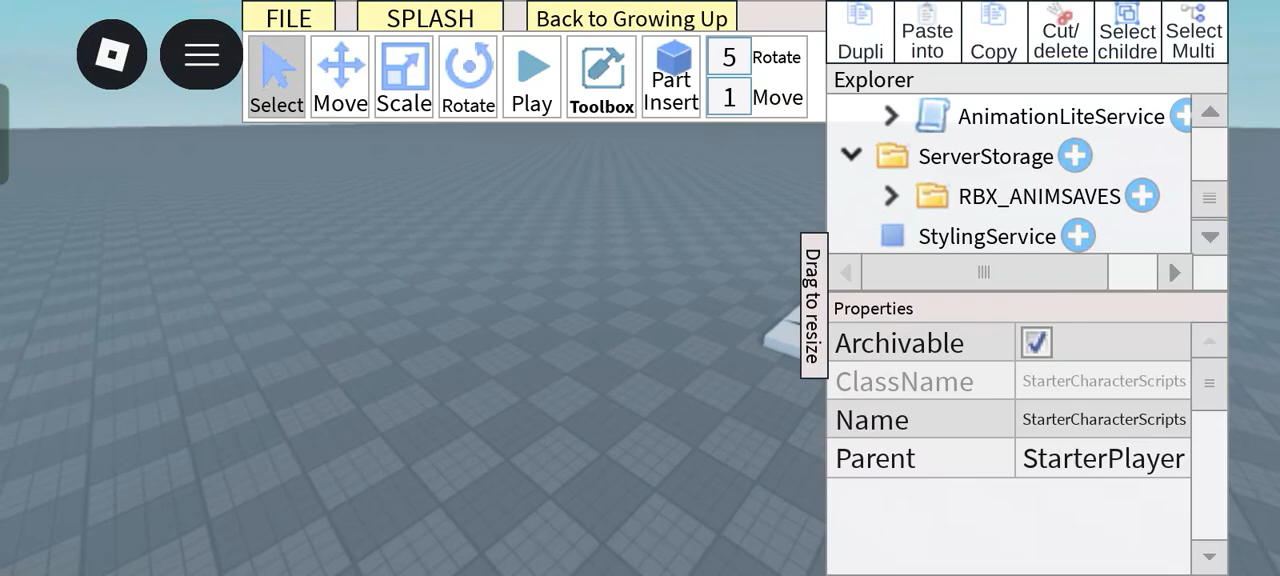 FILE
SPLASH
Back to Growing Up
Select
Move
Scale
Rotate
Play
Toolbox
Part
Insert
5
Rotate
1
Move
Dupli
Paste
into
Copy
Cut/
delete
Select
childre
Select
Multi
Explorer
AnimationLiteService
ServerStorage
RBX_ANIMSAVES
StylingService
Drag to resize
Properties
Archivable
ClassName StarterCharacterScripts
Name StarterCharacterScripts
Parent StarterPlayer